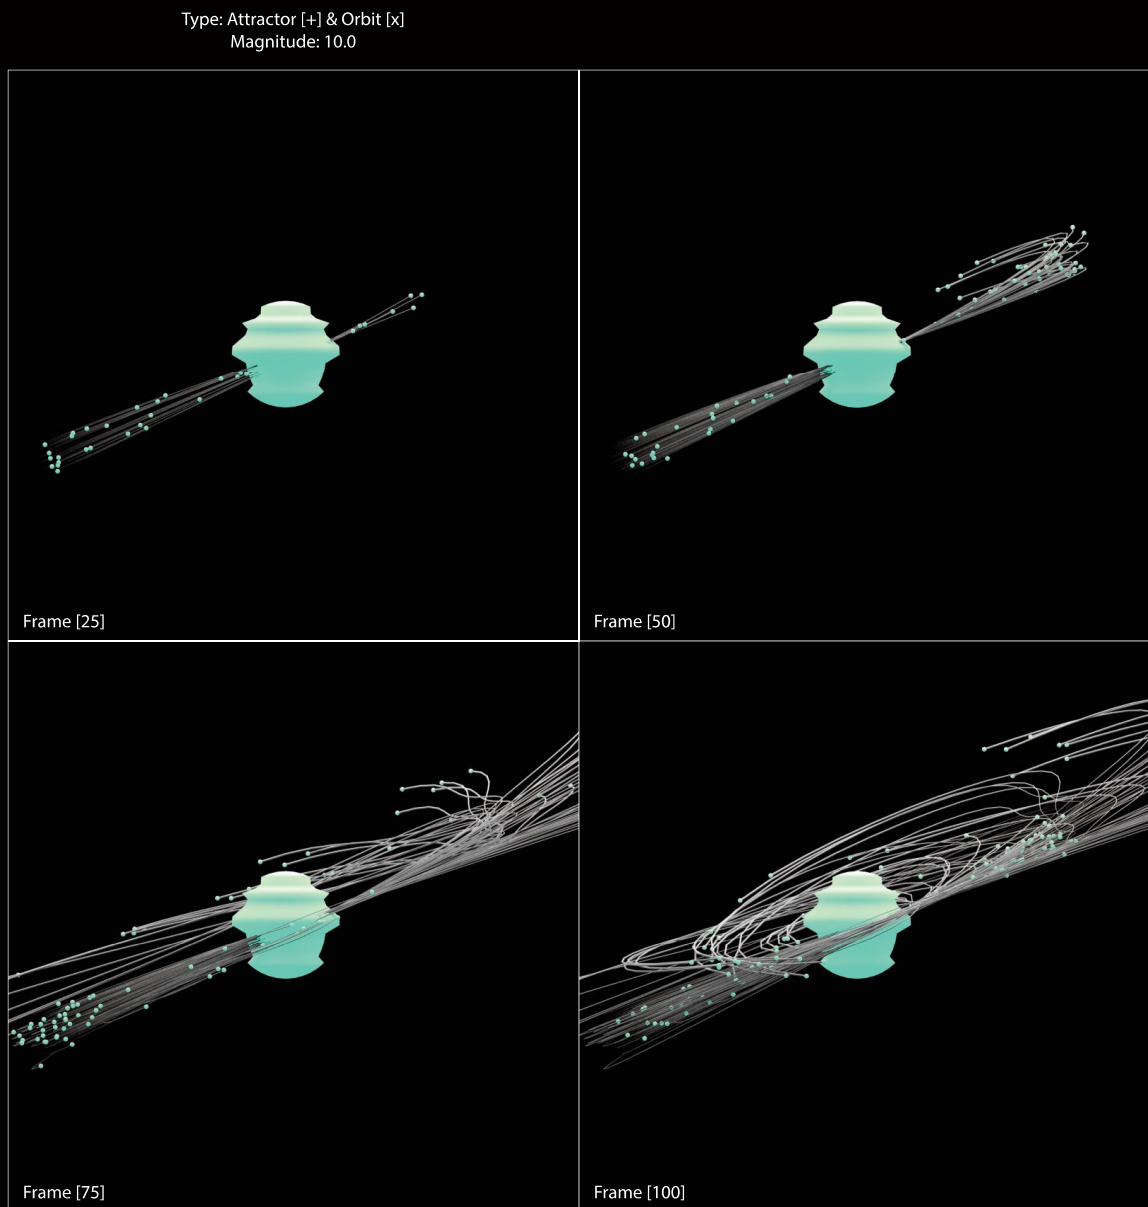 Type: Attractor [+] & Orbit [x]
Magnitude: 10.0
Frame [25]
Frame [50]
Frame [75]
Frame [100]